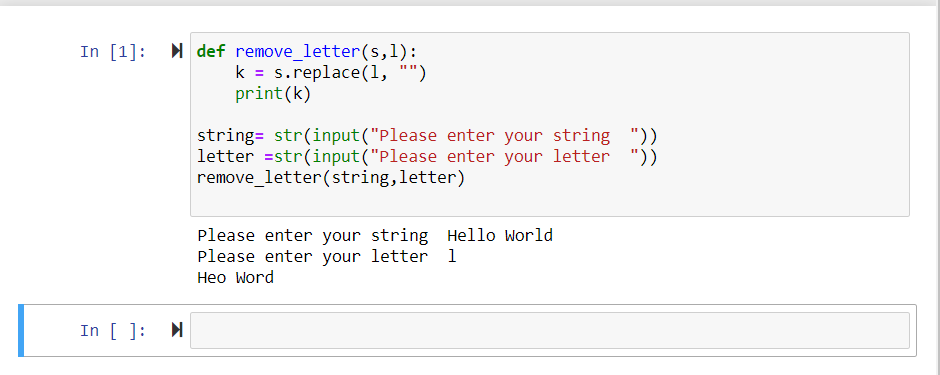 In [1]:
def remove_letter(s,l):
    k = s.replace(l, "")
    print(k)

string= str(input("Please enter your string  "))
letter =str(input("Please enter your letter  "))
remove_letter(string,letter)

Please enter your string  Hello World
Please enter your letter  l
Heo Word
In [ ]: